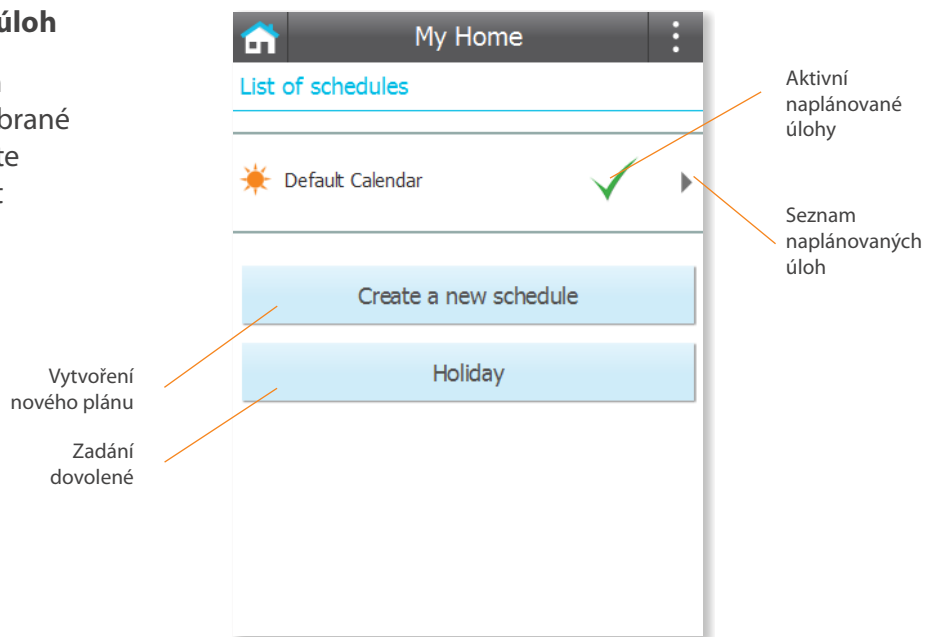 úloh
brané
te
My Home
List of schedules
Default Calendar
Create a new schedule
Holiday
Aktivní
naplánované
úlohy
Seznam
naplánovaných
úloh
Vytvoření
nového plánu
Zadání
dovolené